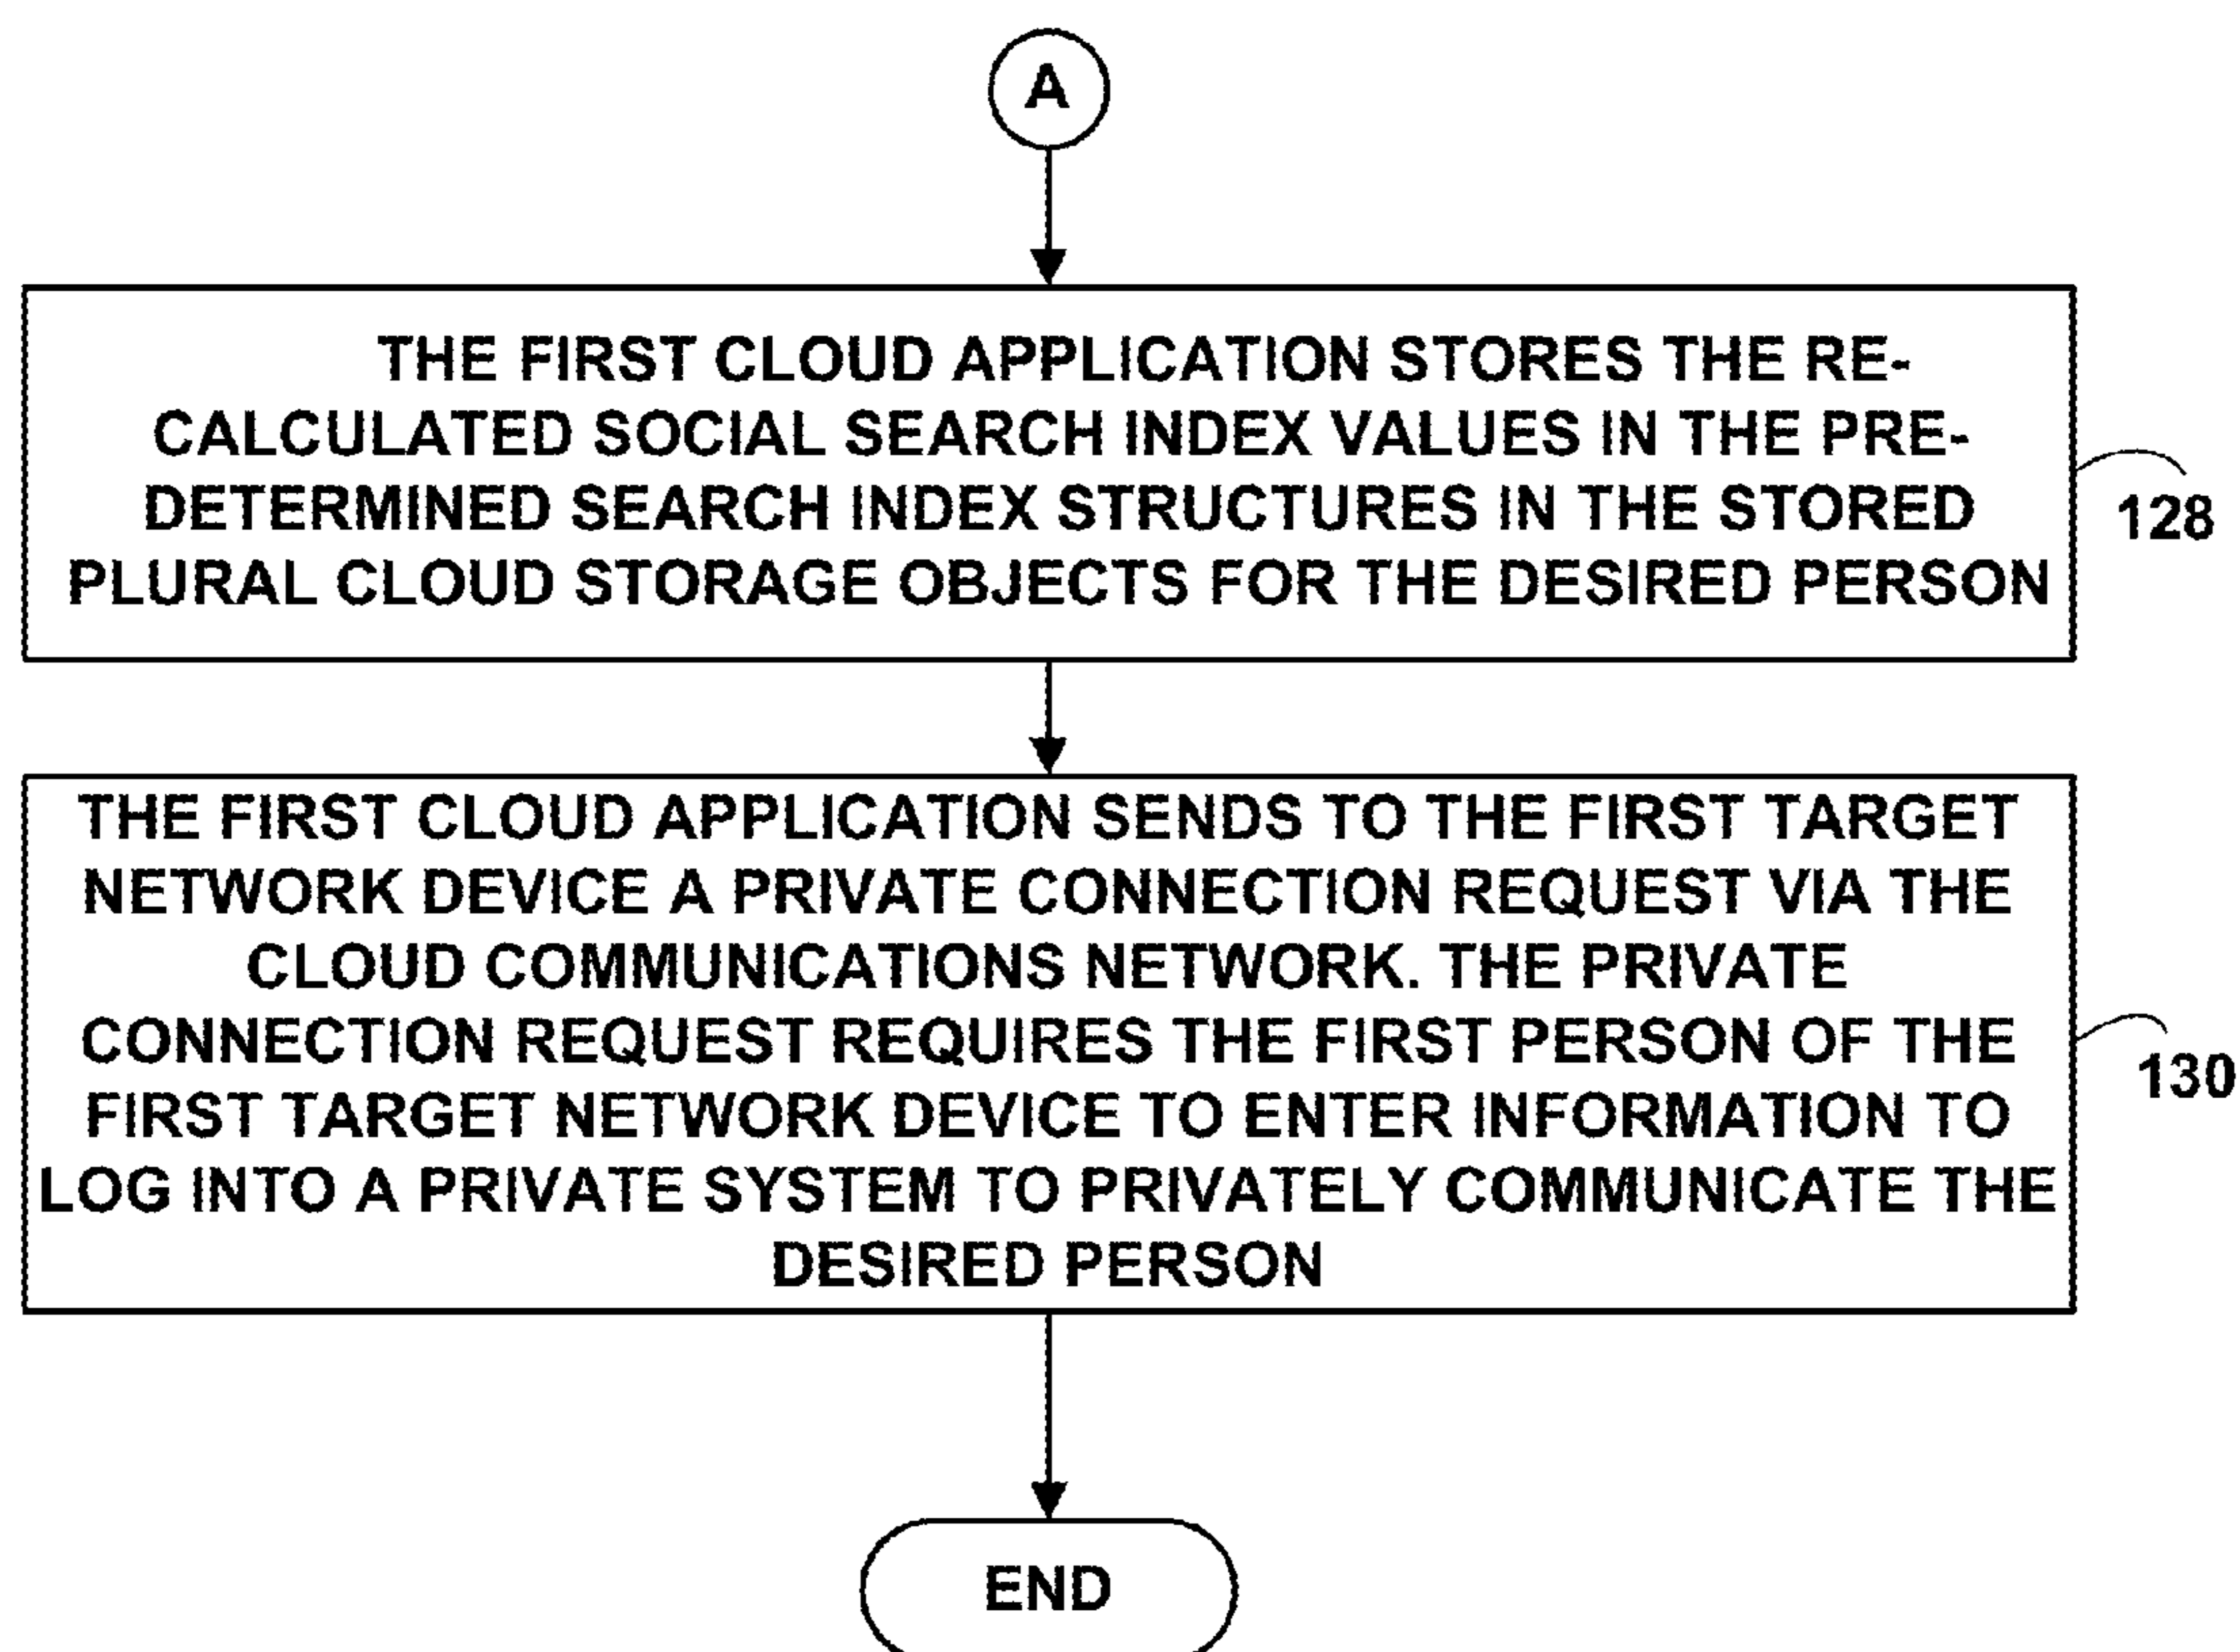 A
THE FIRST CLOUD APPLICATION STORES THE RE-
CALCULATED SOCIAL SEARCH INDEX VALUES IN THE PRE-
DETERMINED SEARCH INDEX STRUCTURES IN THE STORED
PLURAL CLOUD STORAGE OBJECTS FOR THE DESIRED PERSON
128
THE FIRST CLOUD APPLICATION SENDS TO THE FIRST TARGET
NETWORK DEVICE A PRIVATE CONNECTION REQUEST VIA THE
CLOUD COMMUNICATIONS NETWORK. THE PRIVATE
CONNECTION REQUEST REQUIRES THE FIRST PERSON OF THE
FIRST TARGET NETWORK DEVICE TO ENTER INFORMATION TO
LOG INTO A PRIVATE SYSTEM TO PRIVATELY COMMUNICATE THE
DESIRED PERSON
130
END